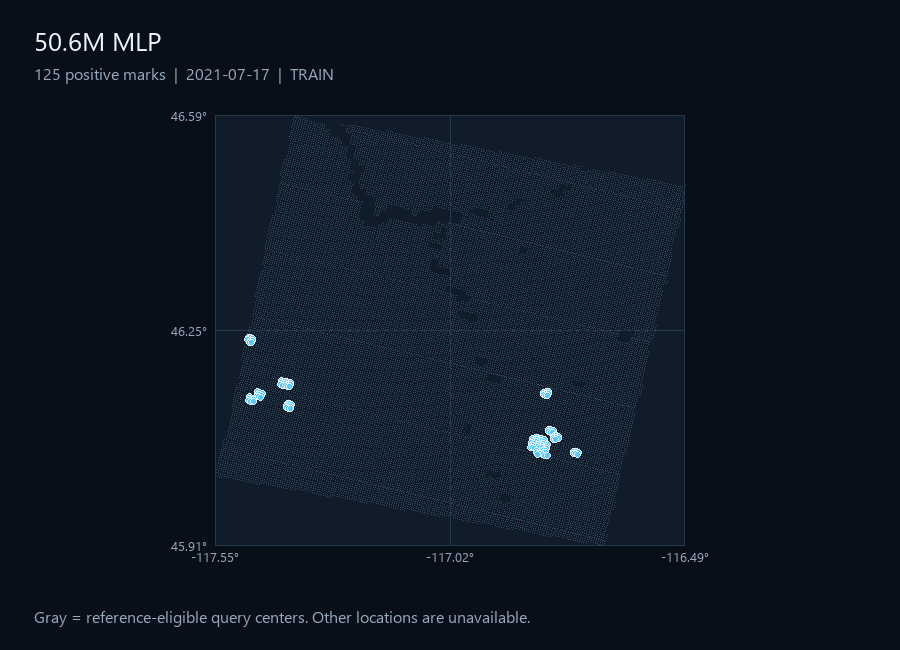 50.6M MLP
125 positive marks | 2021-07-17 | TRAIN
46.59°
46.25°
45.91°
-117.55°
-117.02°
-116.49°
Gray = reference-eligible query centers. Other locations are unavailable.